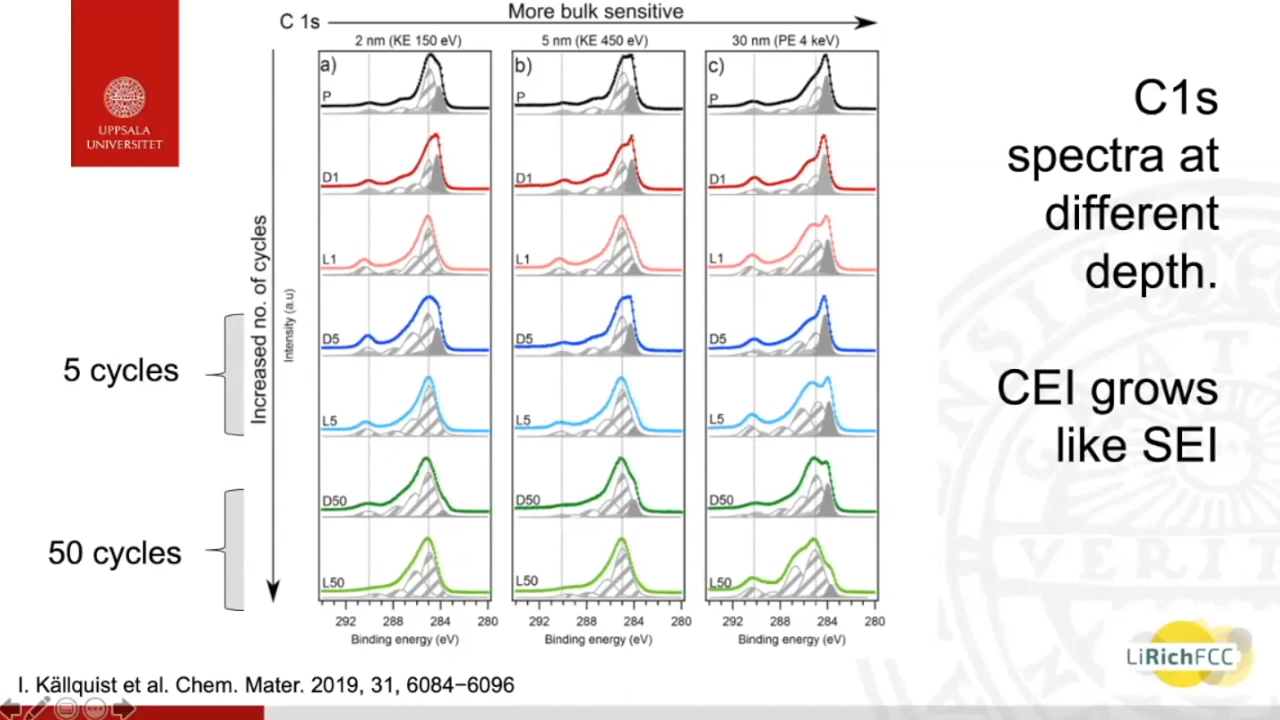 UPPSALA
UNIVERSITET
C 1s
More bulk sensitive
2 nm (KE 150 eV)
5 nm (KE 450 eV)
30 nm (PE 4 keV)
a)
b)
c)
P
P
P
D1
D1
D1
L1
L1
L1
D5
D5
D5
L5
L5
L5
D50
D50
D50
L50
L50
L50
292 288 284 280
292 288 284 280
292 288 284 280
Binding energy (eV)
Binding energy (eV)
Binding energy (eV)
Increased no. of cycles
Intensity (a.u)
5 cycles
50 cycles
C1s
spectra at
different
depth.
CEI grows
like SEI
VERIT
LiRichFCC
I. Källquist et al. Chem. Mater. 2019, 31, 6084−6096